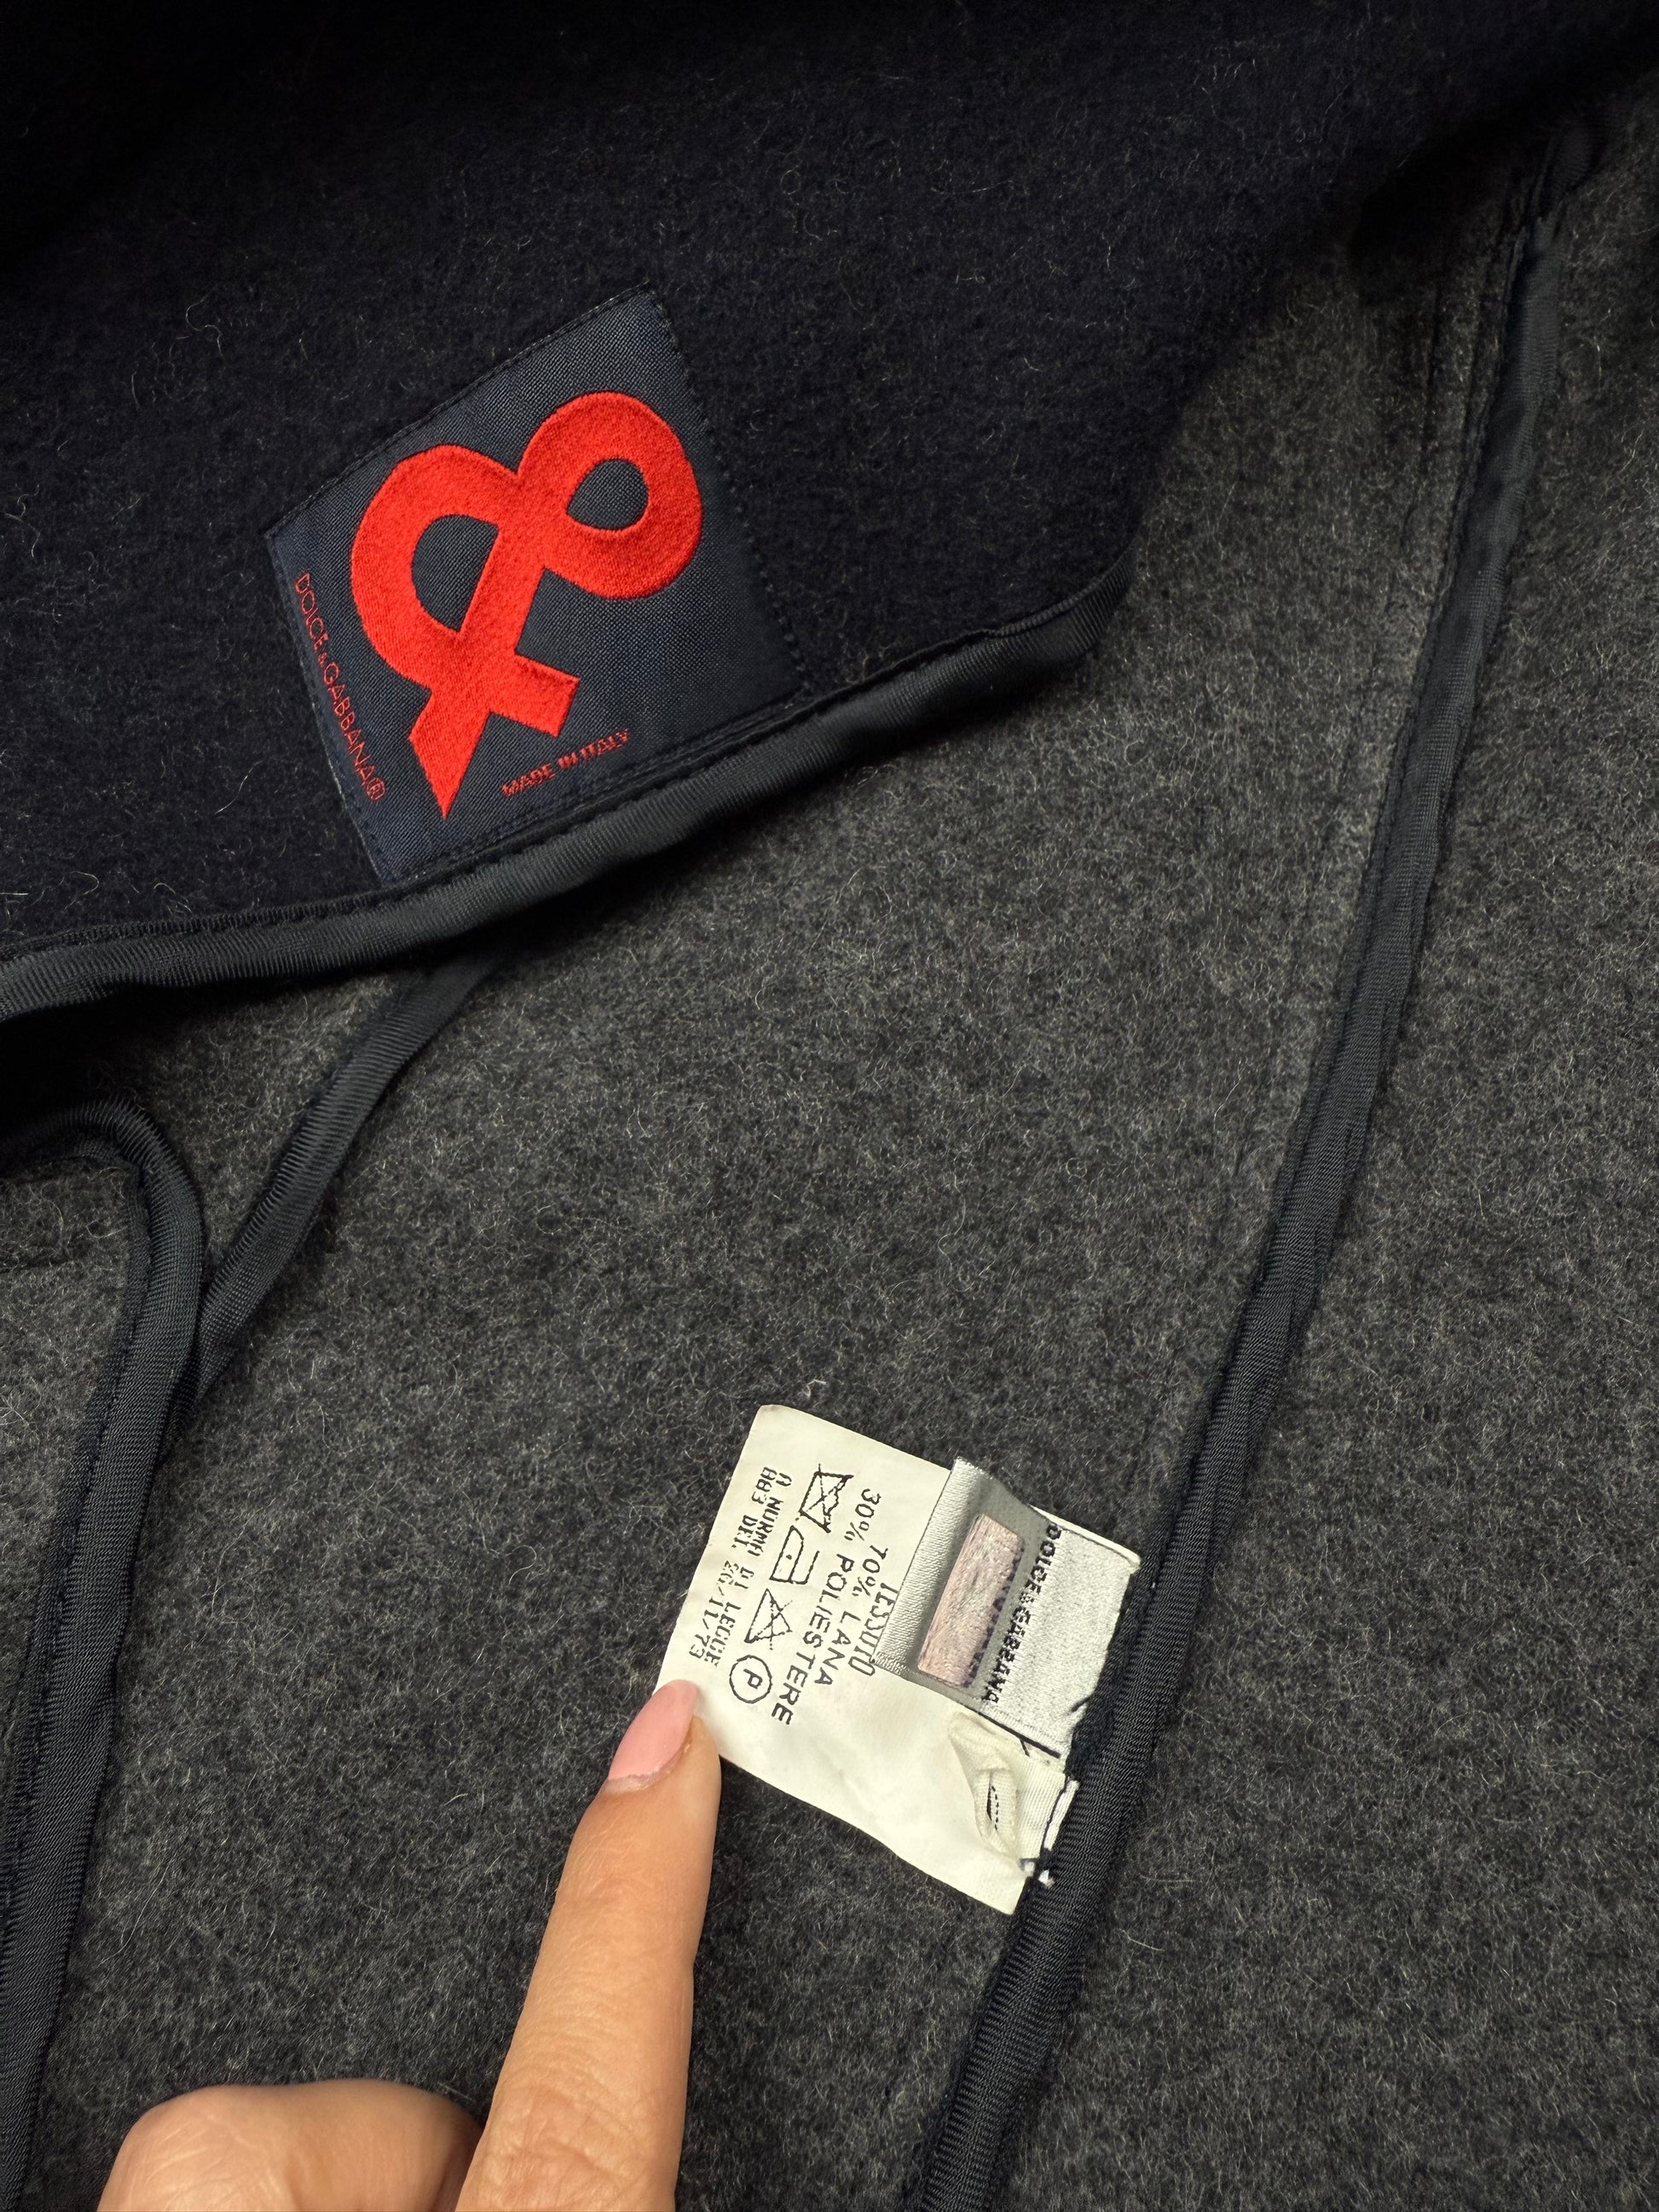 &
DOLCE&GABBANA®
MADE IN ITALY
DOLCE&GABBANA
TESSUTO
70% LANA
30% POLIESTERE
P
A NORMA DI LEGGE
883 DEL 26/11/73